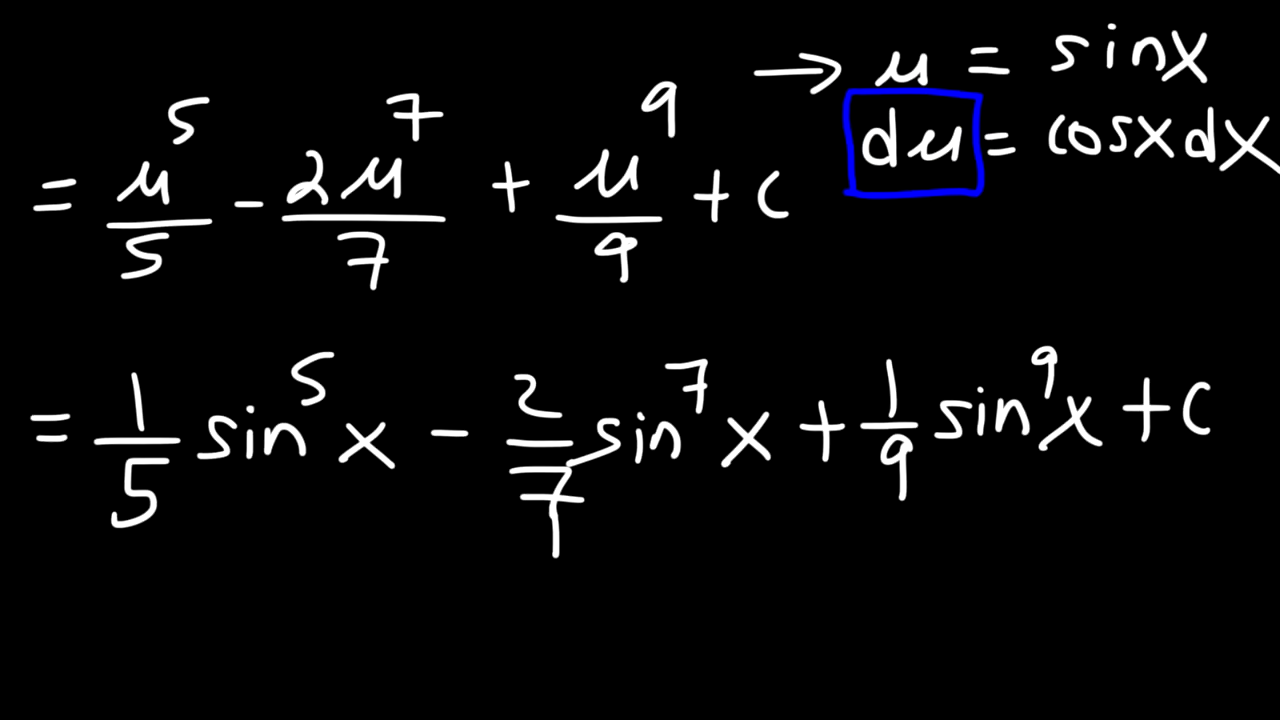 → u = sinx
du = cosxdx
= u^5/5 - 2u^7/7 + u^9/9 + c
= 1/5 sin^5 x - 2/7 sin^7 x + 1/9 sin^9 x + c